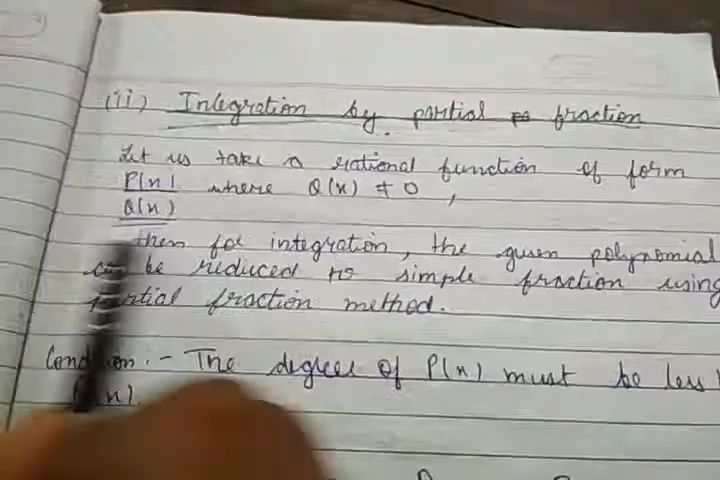 (ii) Integration by partial fraction
Let us take a rational function of form
P(x) where Q(x) ≠ 0,
Q(x)
then for integration, the given polynomial
can be reduced to simple fraction using
partial fraction method.
Condition :- The degree of P(x) must be less